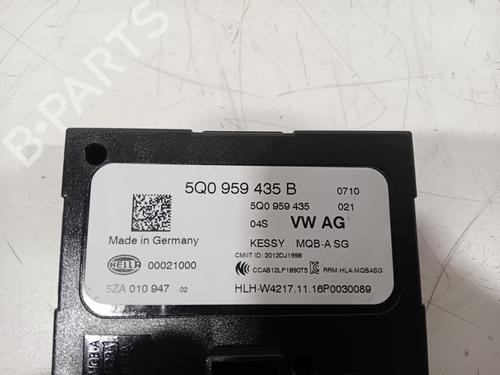 B-PARTS
5Q0 959 435 B 0710
5Q0 959 435 021
04S VW AG
Made in Germany KESSY MQB-A SG
CMIIT ID: 2012DJ1998
HELLA 00021000 CCAB12LP1890T5 RRM-HLA-MQBASG
5ZA 010 947 02 HLH-W4217.11.16P0030089